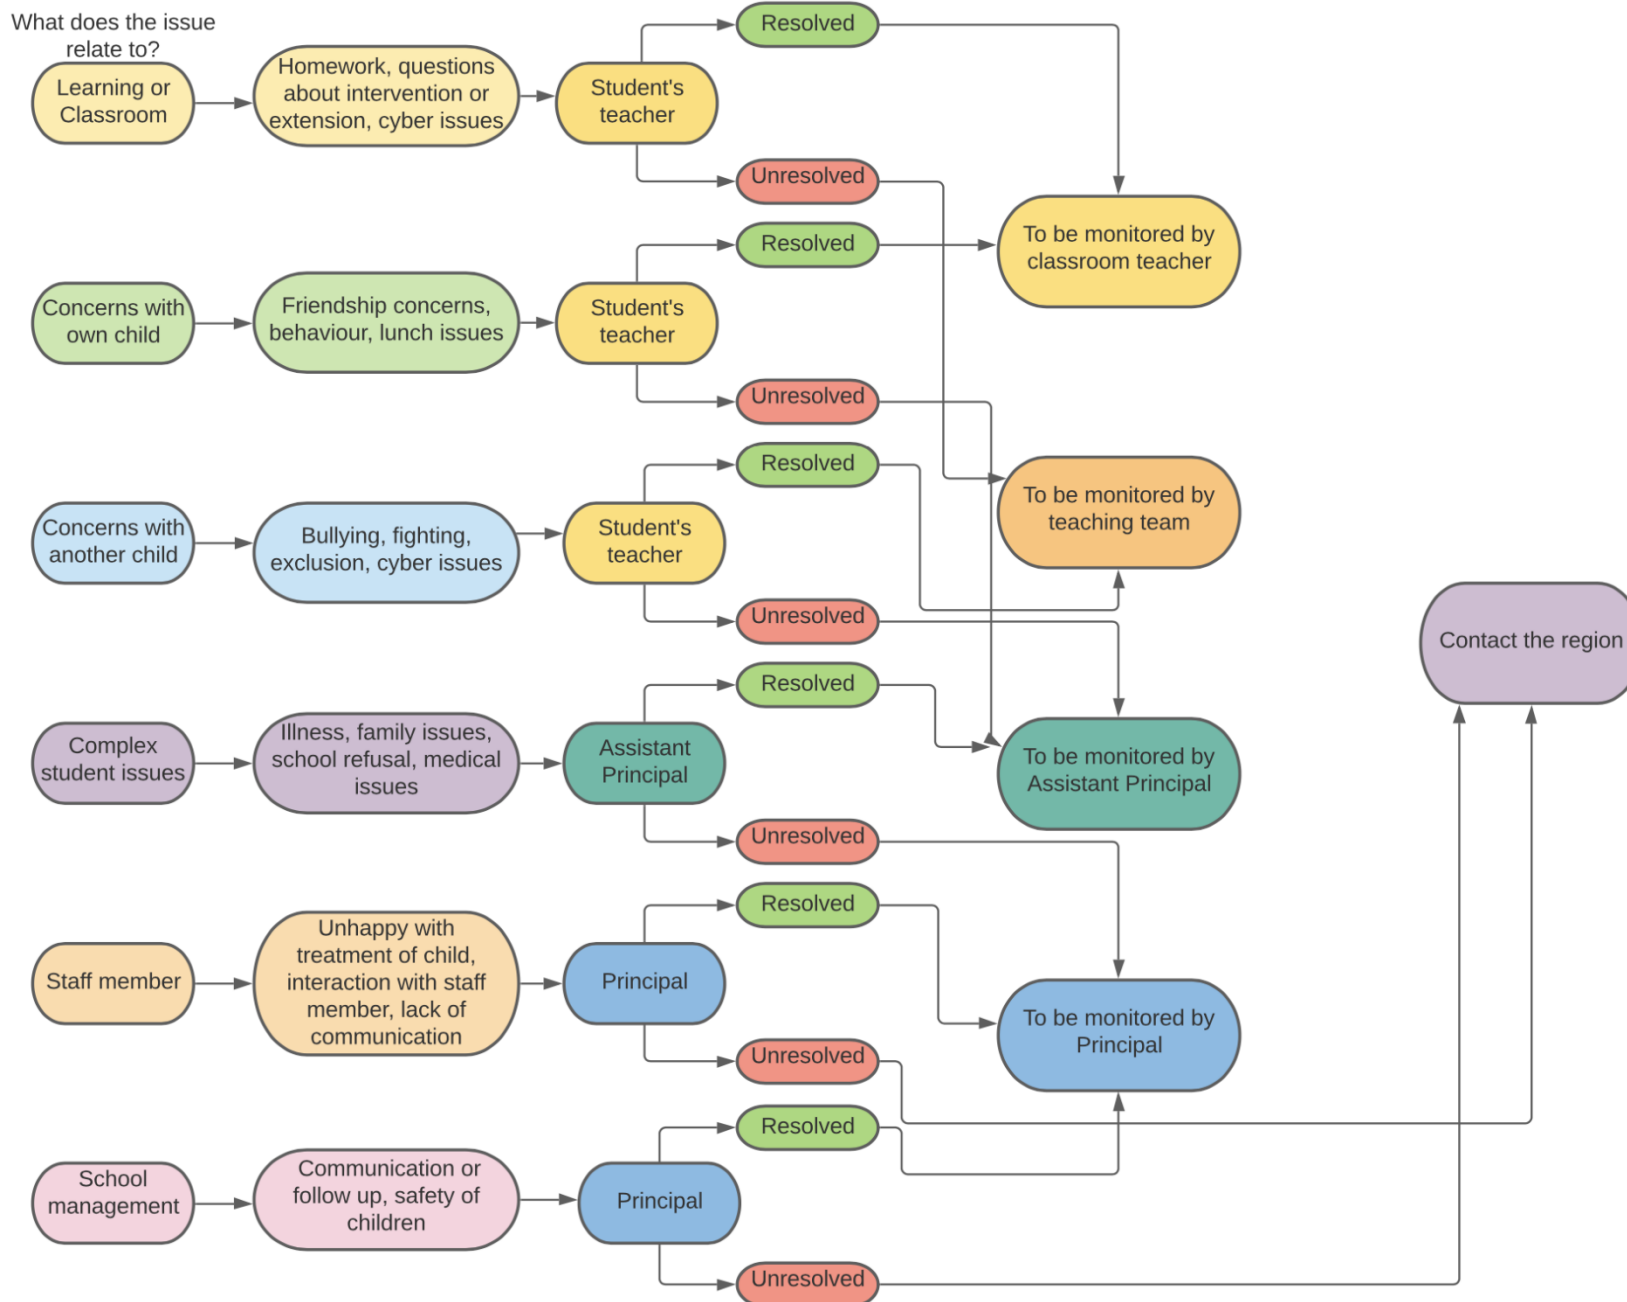 What does the issue
relate to?
Learning or
Classroom
Homework, questions
about intervention or
extension, cyber issues
Student's
teacher
Resolved
Unresolved
To be monitored by
classroom teacher
Concerns with
own child
Friendship concerns,
behaviour, lunch issues
Student's
teacher
Resolved
Unresolved
To be monitored by
teaching team
Concerns with
another child
Bullying, fighting,
exclusion, cyber issues
Student's
teacher
Resolved
Unresolved
Contact the region
Complex
student issues
Illness, family issues,
school refusal, medical
issues
Assistant
Principal
Resolved
Unresolved
To be monitored by
Assistant Principal
Staff member
Unhappy with
treatment of child,
interaction with staff
member, lack of
communication
Principal
Resolved
Unresolved
To be monitored by
Principal
School
management
Communication or
follow up, safety of
children
Principal
Resolved
Unresolved